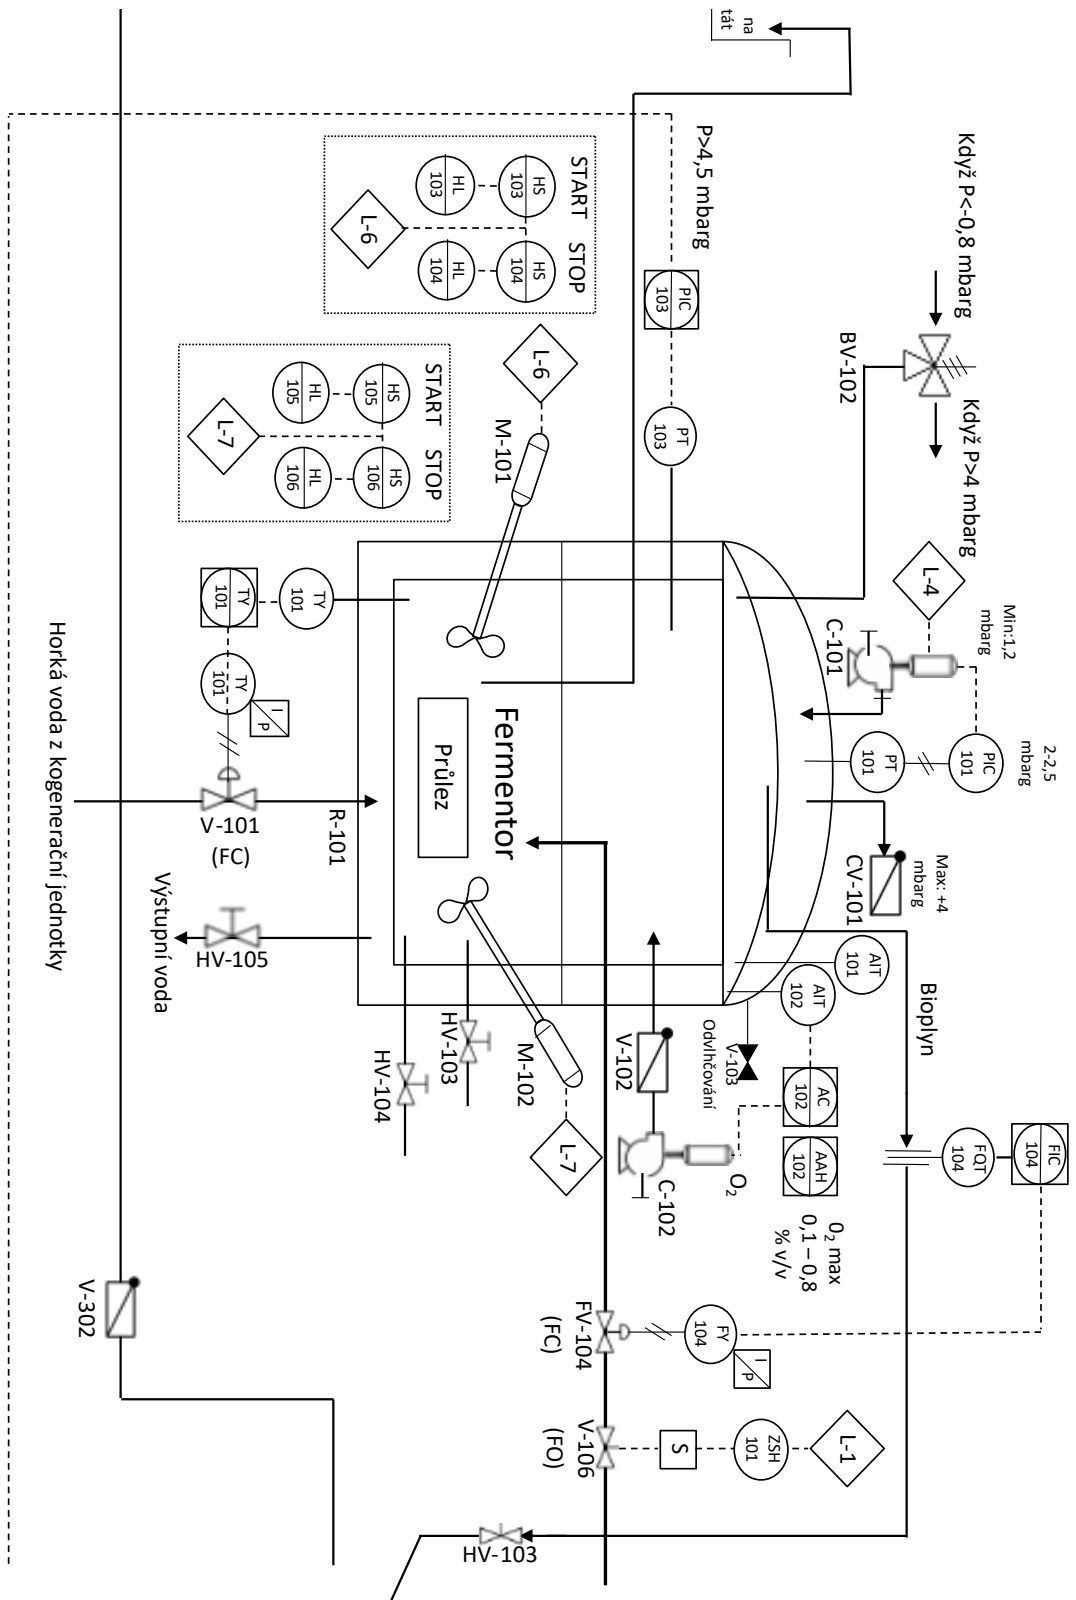 na
tát
Když P<-0,8 mbarg
BV-102
Když P>4 mbarg
P>4,5 mbarg
PIC
103
PT
103
START
STOP
HS
103
HL
103
HS
104
HL
104
L-6
L-6
M-101
START
STOP
HS
105
HL
105
HS
106
HL
106
L-7
L-4
Min:1,2
mbarg
C-101
PIC
101
PT
101
2-2,5
mbarg
CV-101
Max: +4
mbarg
AIT
101
AIT
102
Bioplyn
V-103
Odvlhčování
AC
102
AAH
102
O2
0₂ max
0,1 – 0,8
% v/v
FQT
104
FIC
104
V-102
C-102
Fermentor
Průlez
TY
101
TY
101
TY
101
I
P
V-101
(FC)
R-101
Horká voda z kogenerační jednotky
Výstupní voda
HV-105
HV-104
HV-103
M-102
L-7
FV-104
(FC)
FY
104
I
P
V-106
(FO)
S
ZSH
101
L-1
HV-103
V-302